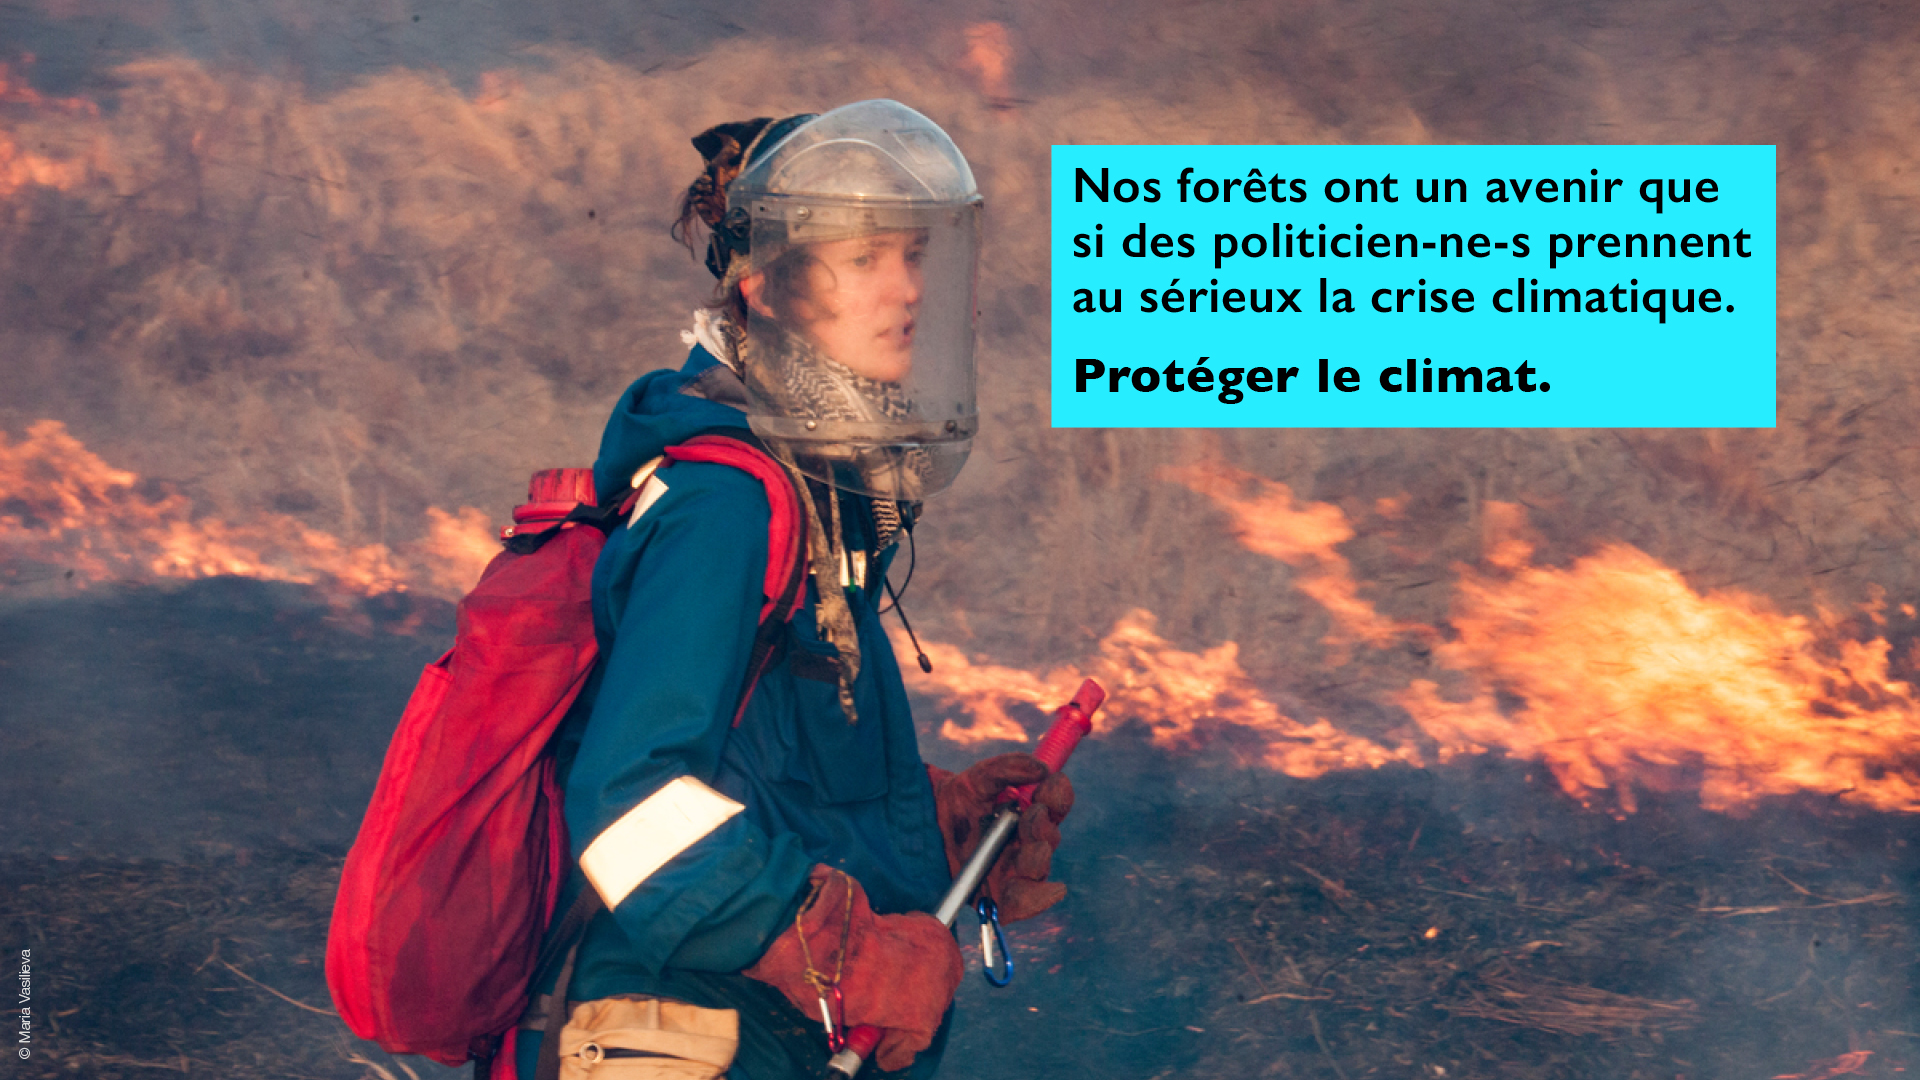 Nos forêts ont un avenir que
si des politicien-ne-s prennent
au sérieux la crise climatique.
Protéger le climat.
© Maria Vasilieva